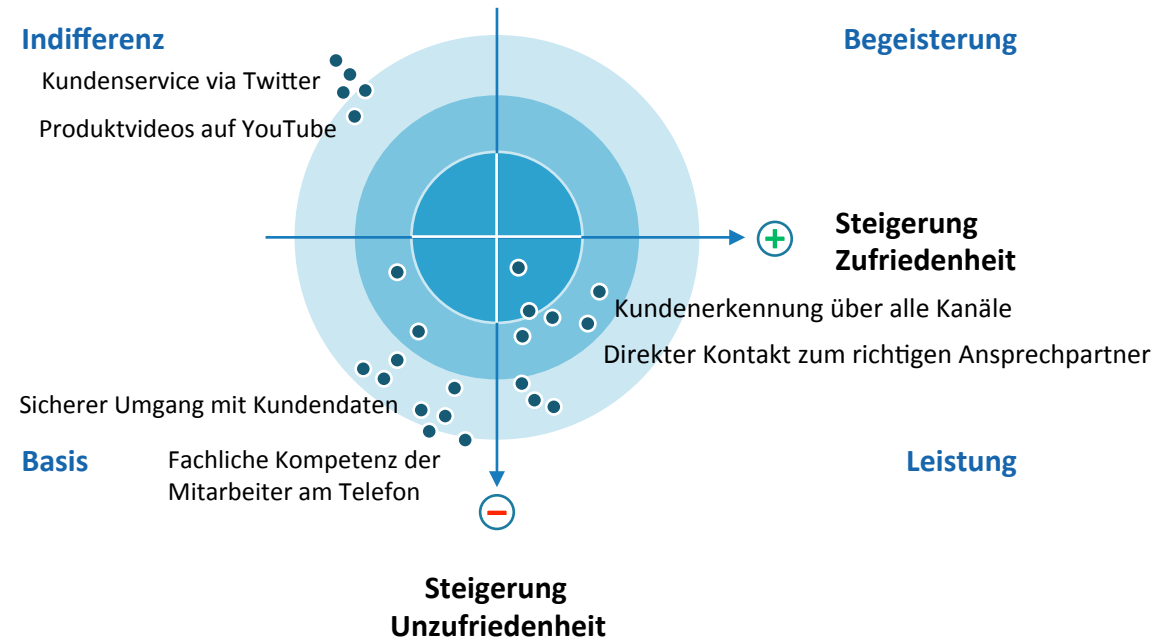 Indifferenz
Begeisterung
Kundenservice via Twitter
Produktvideos auf YouTube
Steigerung
Zufriedenheit
Kundenerkennung über alle Kanäle
Direkter Kontakt zum richtigen Ansprechpartner
Sicherer Umgang mit Kundendaten
Basis
Fachliche Kompetenz der
Mitarbeiter am Telefon
Leistung
Steigerung
Unzufriedenheit